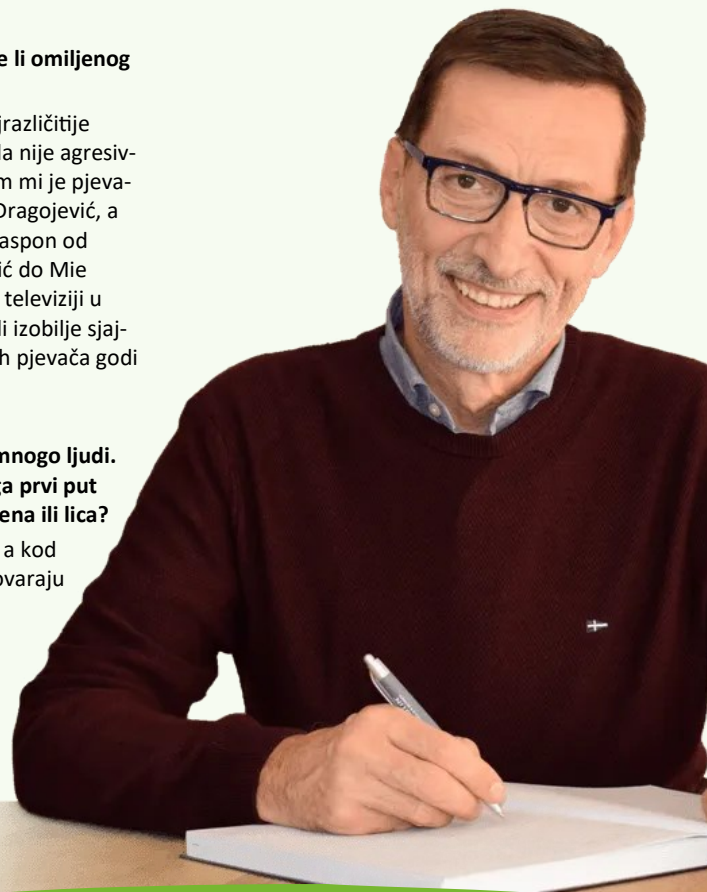 e li omiljenog
jrazličitije
da nije agresiv-
m mi je pjeva-
Dragojević, a
aspon od
ić do Mie
televiziji u
li izobilje sjaj-
h pjevača godi
mnogo ljudi.
ga prvi put
ena ili lica?
a kod
ovaraju